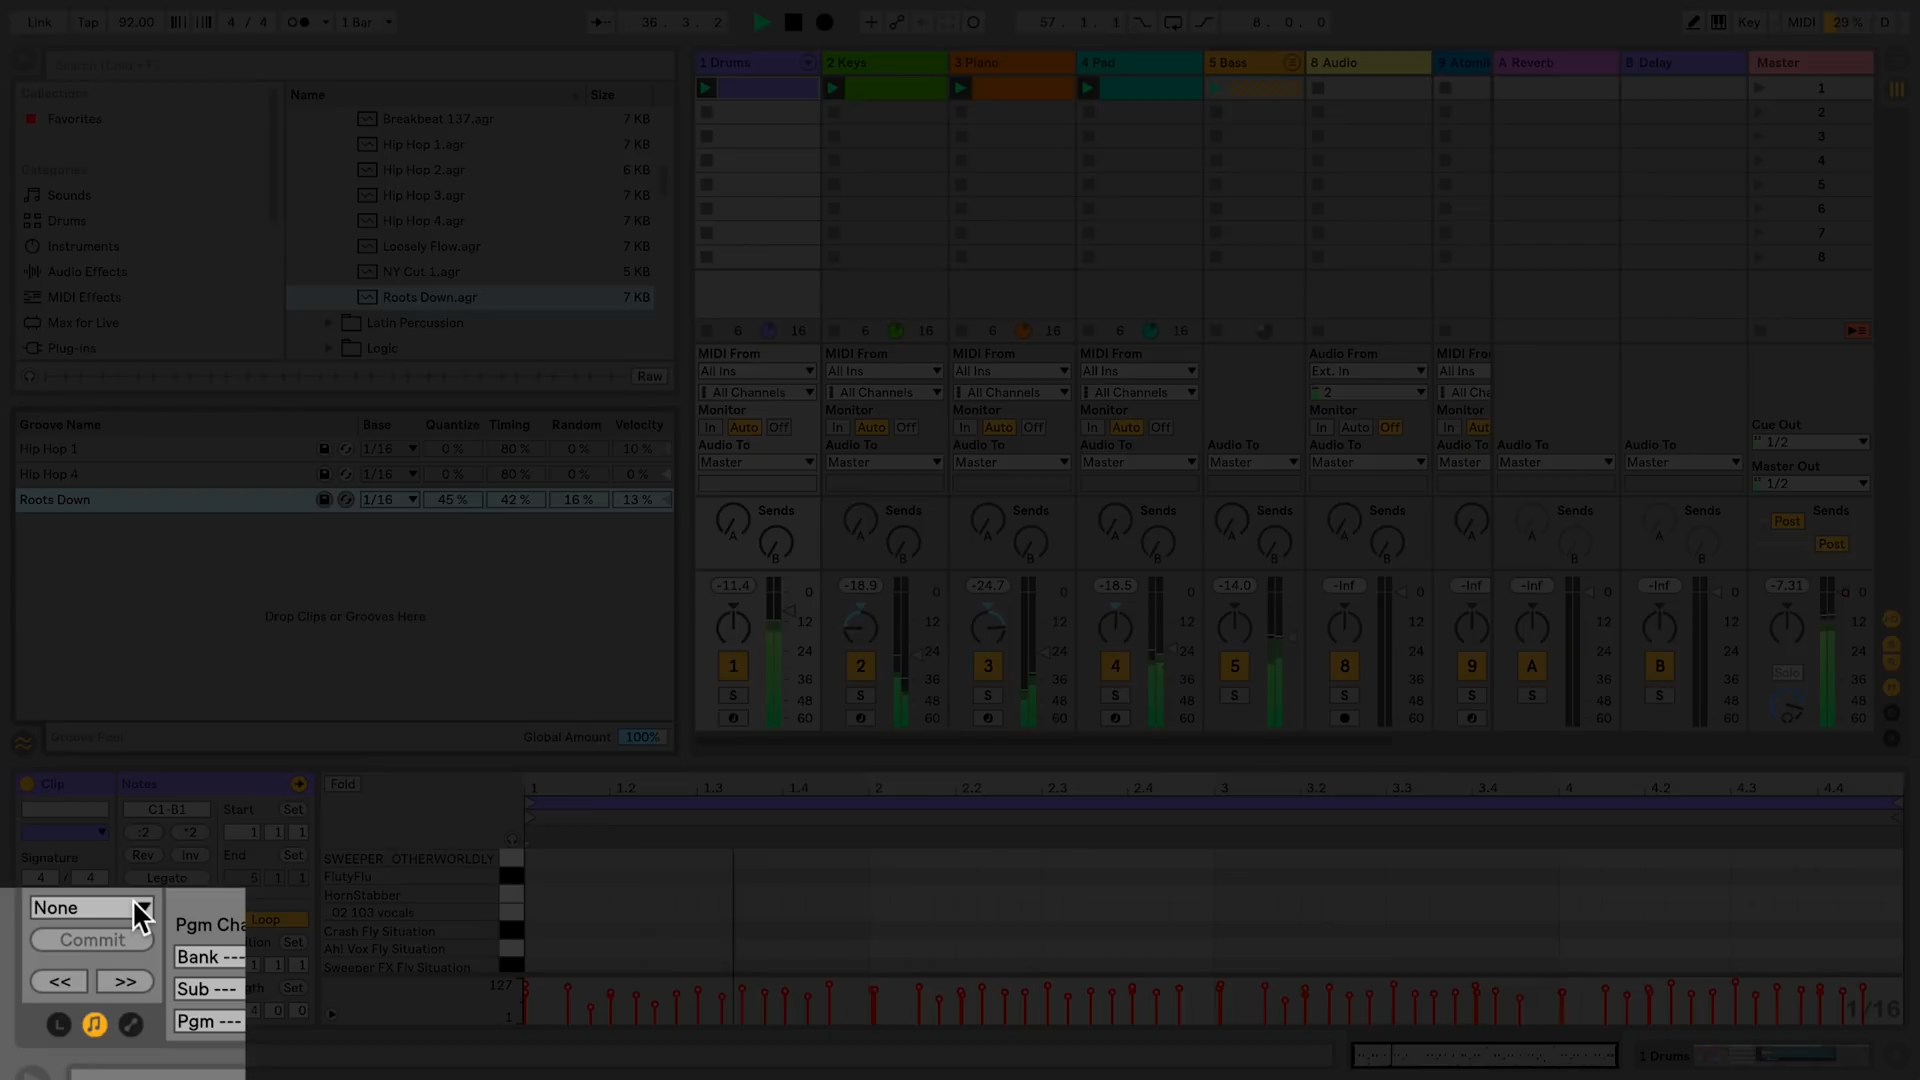 Link Tap 92.00 4 / 4 1 Bar 36 . 3 . 2 57 . 1 . 1 8 . 0 . 0 Key MIDI 29 % D
Search (Cmd + F)
Collections
Favorites
Categories
Sounds
Drums
Instruments
Audio Effects
MIDI Effects
Max for Live
Plug-ins
Name Size
Breakbeat 137.agr 7 KB
Hip Hop 1.agr 7 KB
Hip Hop 2.agr 6 KB
Hip Hop 3.agr 7 KB
Hip Hop 4.agr 7 KB
Loosely Flow.agr 7 KB
NY Cut 1.agr 5 KB
Roots Down.agr 7 KB
Latin Percussion
Logic
Raw
Groove Name Base Quantize Timing Random Velocity
Hip Hop 1 1/16 0 % 80 % 0 % 10 %
Hip Hop 4 1/16 0 % 80 % 0 % 0 %
Roots Down 1/16 45 % 42 % 16 % 13 %
Drop Clips or Grooves Here
Groove Pool Global Amount 100%
1 Drums 2 Keys 3 Piano 4 Pad 5 Bass 8 Audio 9 Atomi A Reverb B Delay Master
1
2
3
4
5
6
7
8
6 16 6 16 6 16 6 16
MIDI From MIDI From MIDI From MIDI From Audio From MIDI Fro
All Ins All Ins All Ins All Ins Ext. In All Ins
All Channels All Channels All Channels All Channels 2 All Cha
Monitor Monitor Monitor Monitor Monitor Monitor
In Auto Off In Auto Off In Auto Off In Auto Off In Auto Off In Aut
Cue Out
1/2
Audio To Audio To Audio To Audio To Audio To Audio To Audio To Audio To Audio To
Master Master Master Master Master Master Master Master
Master Out
1/2
Sends Sends Sends Sends Sends Sends Sends Sends Sends
A A A A A A A A A Post
B B B B B B B B Post
-11.4 -18.9 -24.7 -18.5 -14.0 -Inf -Inf -Inf -Inf -7.31
0 0 0 0 0 0 0 0 0
12 12 12 12 12 12 12 12 12
24 24 24 24 24 24 24 24 24
1 2 3 4 5 8 9 A B Solo
36 36 36 36 36 36 36 36 36
S S S S S S S S S
48 48 48 48 48 48 48 48 48
60 60 60 60 60 60 60 60 60
Clip Notes Fold
C1-B1 Start Set
:2 *2 1 1 1
Rev Inv End Set
Signature
4 / 4 Legato 5 1 1
None
Commit
<< >>
L
Pgm Cha
Bank ---
Sub ---
Pgm ---
Loop
ition Set
1 1 1
gth Set
4 0 0
1 1.2 1.3 1.4 2 2.2 2.3 2.4 3 3.2 3.3 3.4 4 4.2 4.3 4.4
SWEEPER_OTHERWORLDLY
FlutyFlu
HornStabber
02 103 vocals
Crash Fly Situation
Ah! Vox Fly Situation
Sweeper FX Fly Situation
127
1
1/16
1 Drums